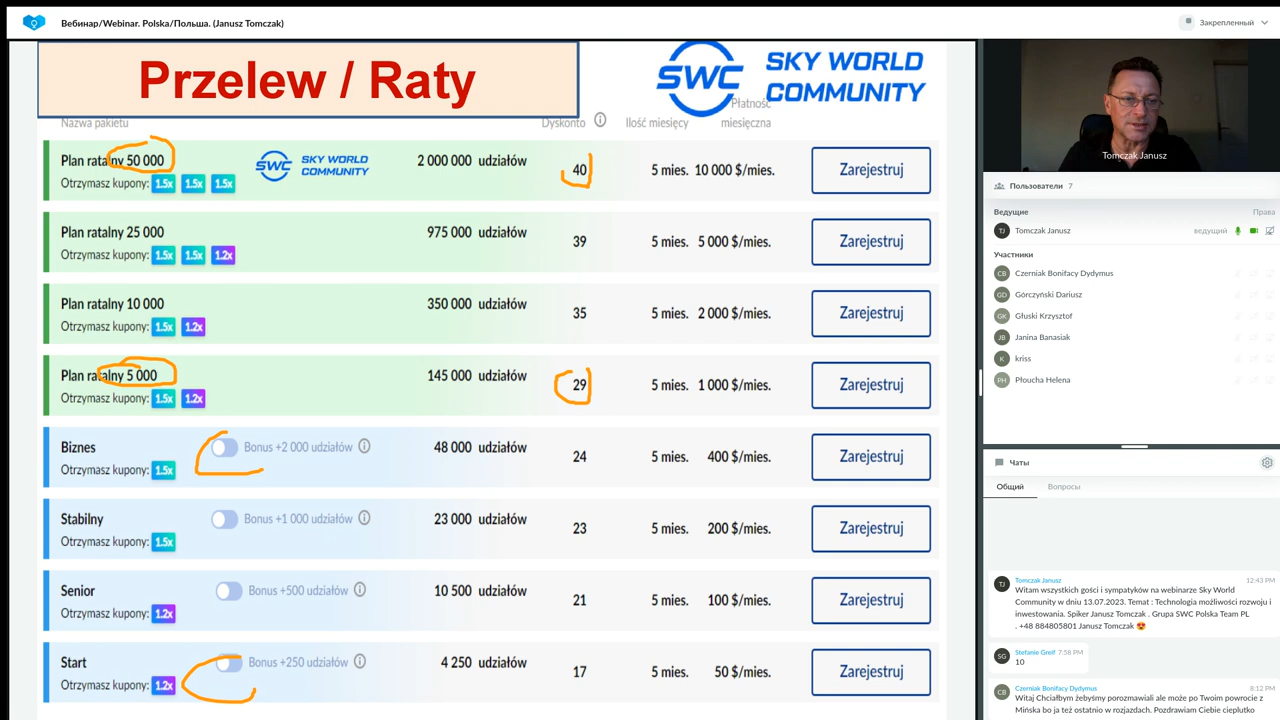 Вебинар/Webinar. Polska/Польша. (Janusz Tomczak)
Закрепленный
Przelew / Raty
SWC SKY WORLD COMMUNITY
Nazwa pakietu Dyskonto Ilość miesięcy Płatność miesięczna
Plan ratalny 50 000 SWC SKY WORLD COMMUNITY 2 000 000 udziałów 40 5 mies. 10 000 $/mies. Zarejestruj
Otrzymasz kupony: 1.5x 1.5x 1.5x
Plan ratalny 25 000 975 000 udziałów 39 5 mies. 5 000 $/mies. Zarejestruj
Otrzymasz kupony: 1.5x 1.5x 1.2x
Plan ratalny 10 000 350 000 udziałów 35 5 mies. 2 000 $/mies. Zarejestruj
Otrzymasz kupony: 1.5x 1.2x
Plan ratalny 5 000 145 000 udziałów 29 5 mies. 1 000 $/mies. Zarejestruj
Otrzymasz kupony: 1.5x 1.2x
Biznes Bonus +2 000 udziałów 48 000 udziałów 24 5 mies. 400 $/mies. Zarejestruj
Otrzymasz kupony: 1.5x
Stabilny Bonus +1 000 udziałów 23 000 udziałów 23 5 mies. 200 $/mies. Zarejestruj
Otrzymasz kupony: 1.5x
Senior Bonus +500 udziałów 10 500 udziałów 21 5 mies. 100 $/mies. Zarejestruj
Otrzymasz kupony: 1.2x
Start Bonus +250 udziałów 4 250 udziałów 17 5 mies. 50 $/mies. Zarejestruj
Otrzymasz kupony: 1.2x
Tomczak Janusz
Пользователи 7
Ведущие Права
TJ Tomczak Janusz ведущий
Участники
CB Czerniak Bonifacy Dydymus
GD Górczyński Dariusz
GK Głuski Krzysztof
JB Janina Banasiak
K kriss
PH Płoucha Helena
Чаты
Общий Вопросы
TJ Tomczak Janusz 12:43 PM
Witam wszystkich gości i sympatyków na webinarze Sky World
Community w dniu 13.07.2023. Temat : Technologia możliwości rozwoju i
inwestowania. Spiker Janusz Tomczak . Grupa SWC Polska Team PL
. +48 884805801 Janusz Tomczak 😍
SG Stefanie Greif 7:58 PM
10
CB Czerniak Bonifacy Dydymus 8:12 PM
Witaj Chciałbym żebyśmy porozmawiali ale może po Twoim powrocie z
Mińska bo ja też ostatnio w rozjazdach. Pozdrawiam Ciebie cieplutko